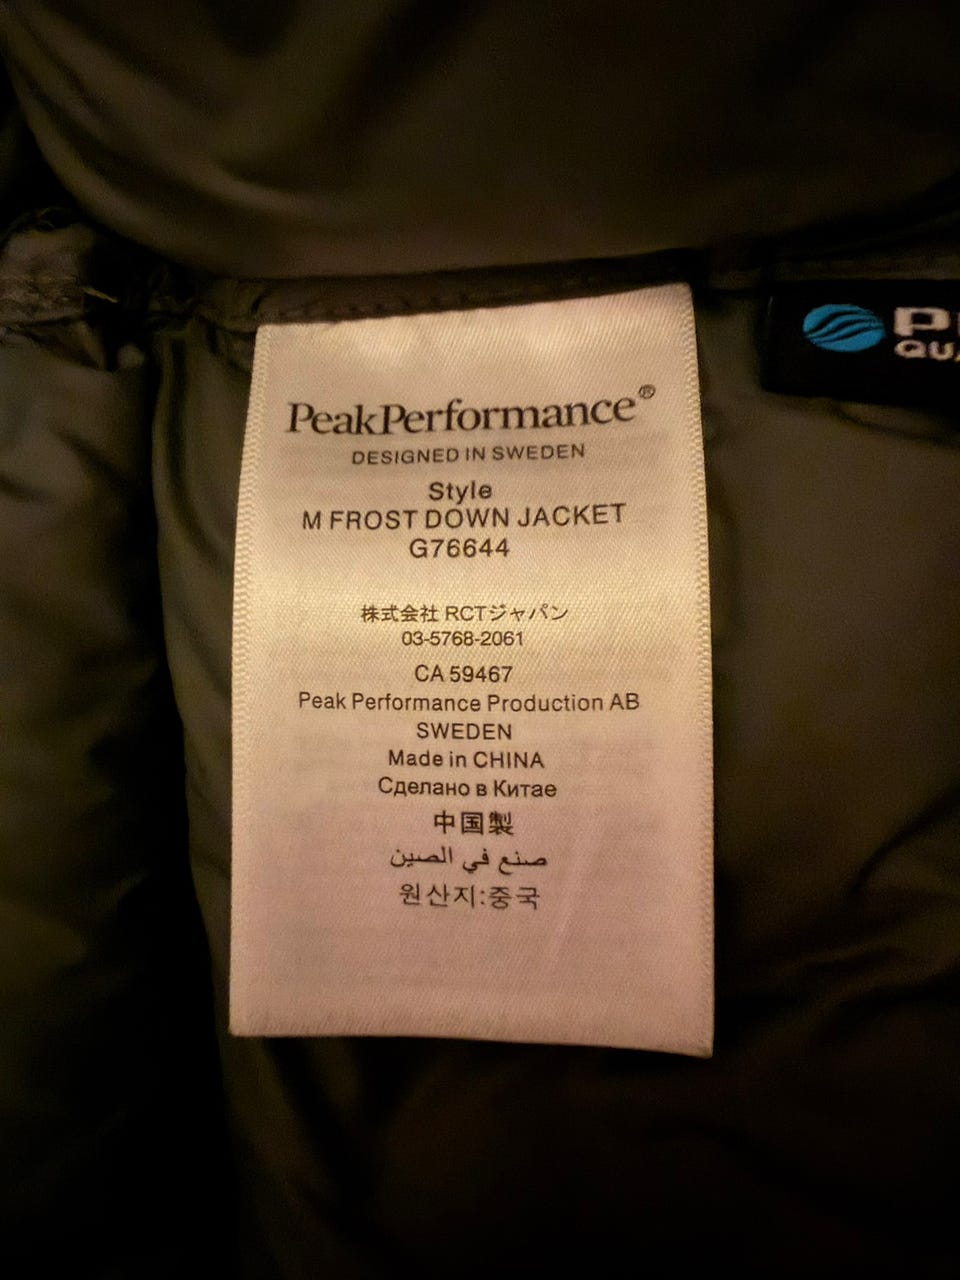 PeakPerformance®
DESIGNED IN SWEDEN
Style
M FROST DOWN JACKET
G76644
株式会社 RCTジャパン
03-5768-2061
CA 59467
Peak Performance Production AB
SWEDEN
Made in CHINA
Сделано в Китае
中国製
صنع في الصين
원산지:중국